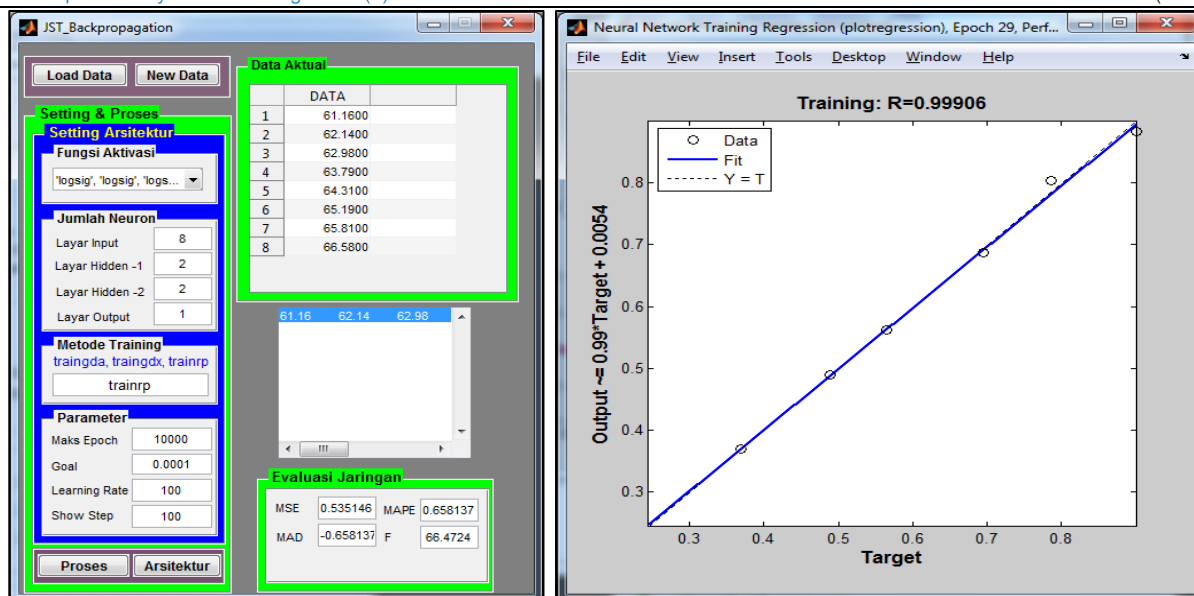 JST_Backpropagation
Load Data
New Data
Setting & Proses
Setting Arsitektur
Fungsi Aktivasi
'logsig', 'logsig', 'logs...
Jumlah Neuron
Layar Input 8
Layar Hidden -1 2
Layar Hidden -2 2
Layar Output 1
Metode Training
traingda, traingdx, trainrp
trainrp
Parameter
Maks Epoch 10000
Goal 0.0001
Learning Rate 100
Show Step 100
Proses
Arsitektur
Data Aktual
DATA
1 61.1600
2 62.1400
3 62.9800
4 63.7900
5 64.3100
6 65.1900
7 65.8100
8 66.5800
61.16 62.14 62.98
Evaluasi Jaringan
MSE 0.535146 MAPE 0.658137
MAD -0.658137 F 66.4724
Neural Network Training Regression (plotregression), Epoch 29, Perf...
File Edit View Insert Tools Desktop Window Help
Training: R=0.99906
Data
Fit
Y = T
Output ~= 0.99*Target + 0.0054
0.8
0.7
0.6
0.5
0.4
0.3
0.3 0.4 0.5 0.6 0.7 0.8
Target